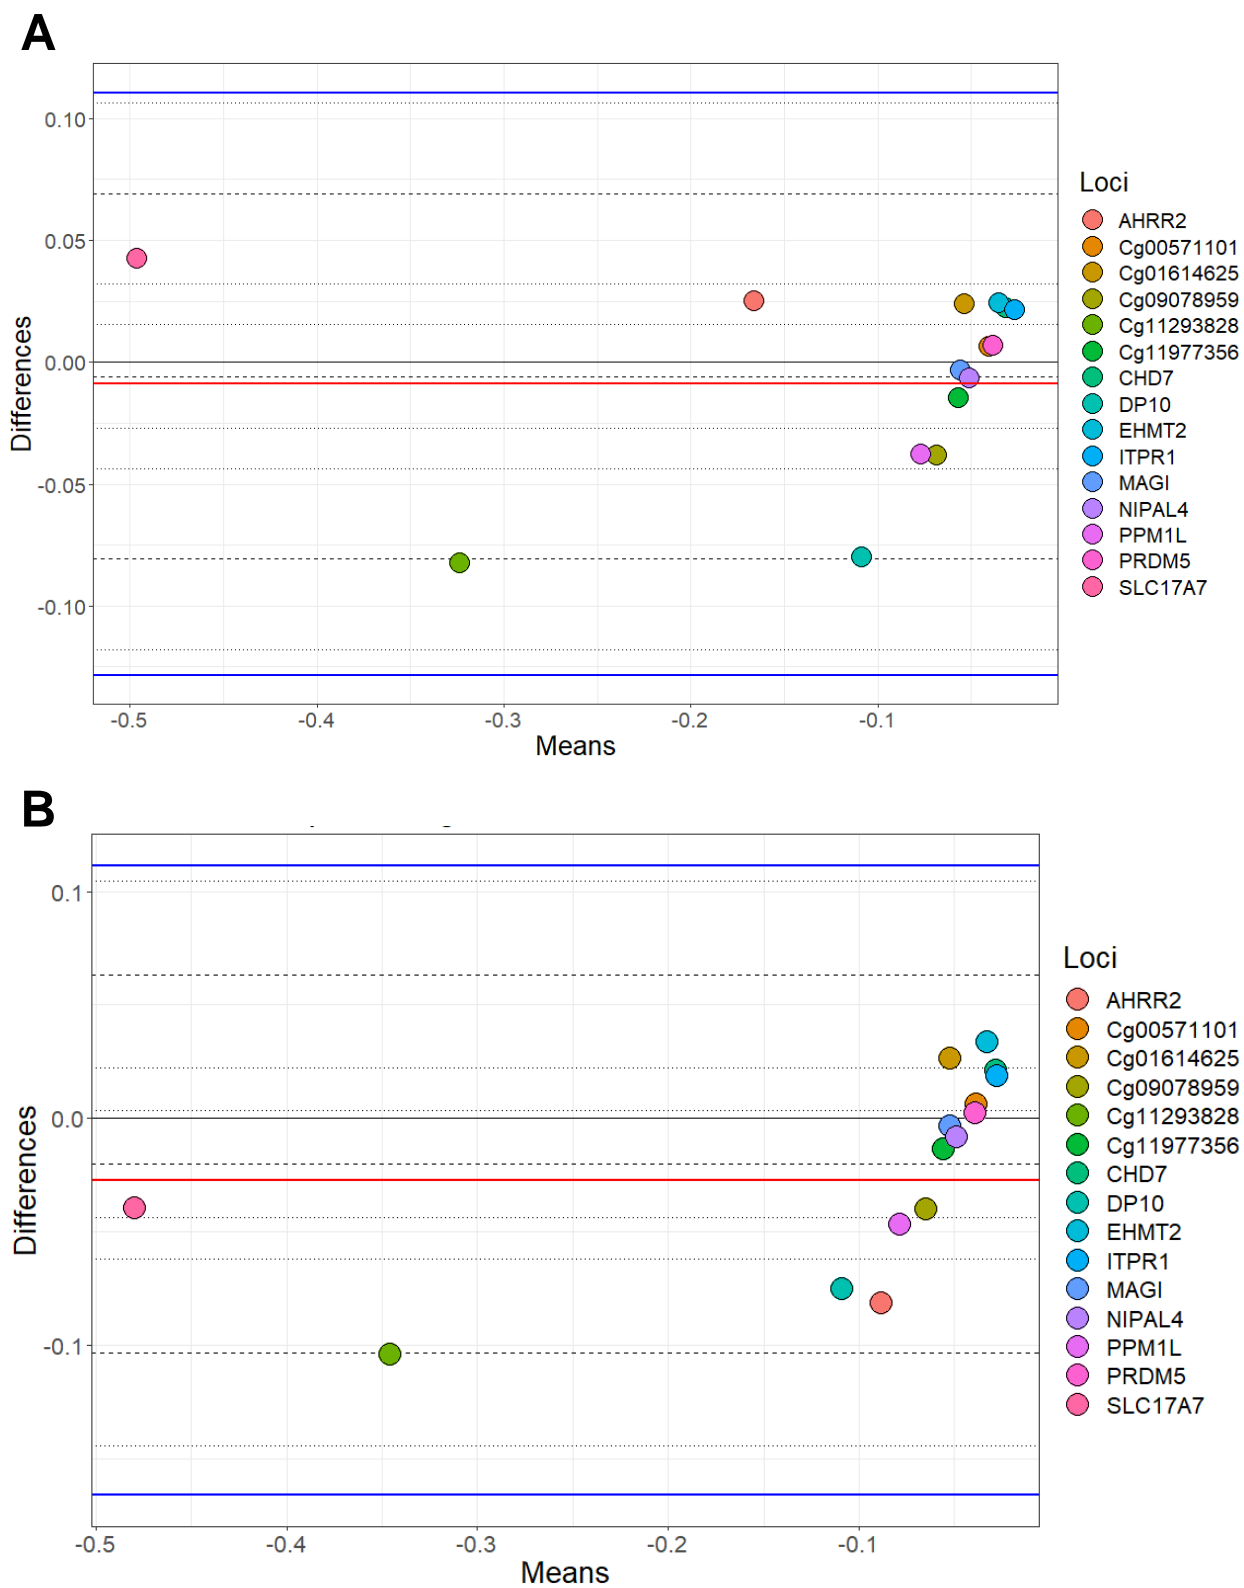 A
0.10
0.05
0.00
-0.05
-0.10
Differences
-0.5 -0.4 -0.3 -0.2 -0.1
Means
Loci
AHRR2
Cg00571101
Cg01614625
Cg09078959
Cg11293828
Cg11977356
CHD7
DP10
EHMT2
ITPR1
MAGI
NIPAL4
PPM1L
PRDM5
SLC17A7
B
0.1
0.0
-0.1
Differences
-0.5 -0.4 -0.3 -0.2 -0.1
Means
Loci
AHRR2
Cg00571101
Cg01614625
Cg09078959
Cg11293828
Cg11977356
CHD7
DP10
EHMT2
ITPR1
MAGI
NIPAL4
PPM1L
PRDM5
SLC17A7